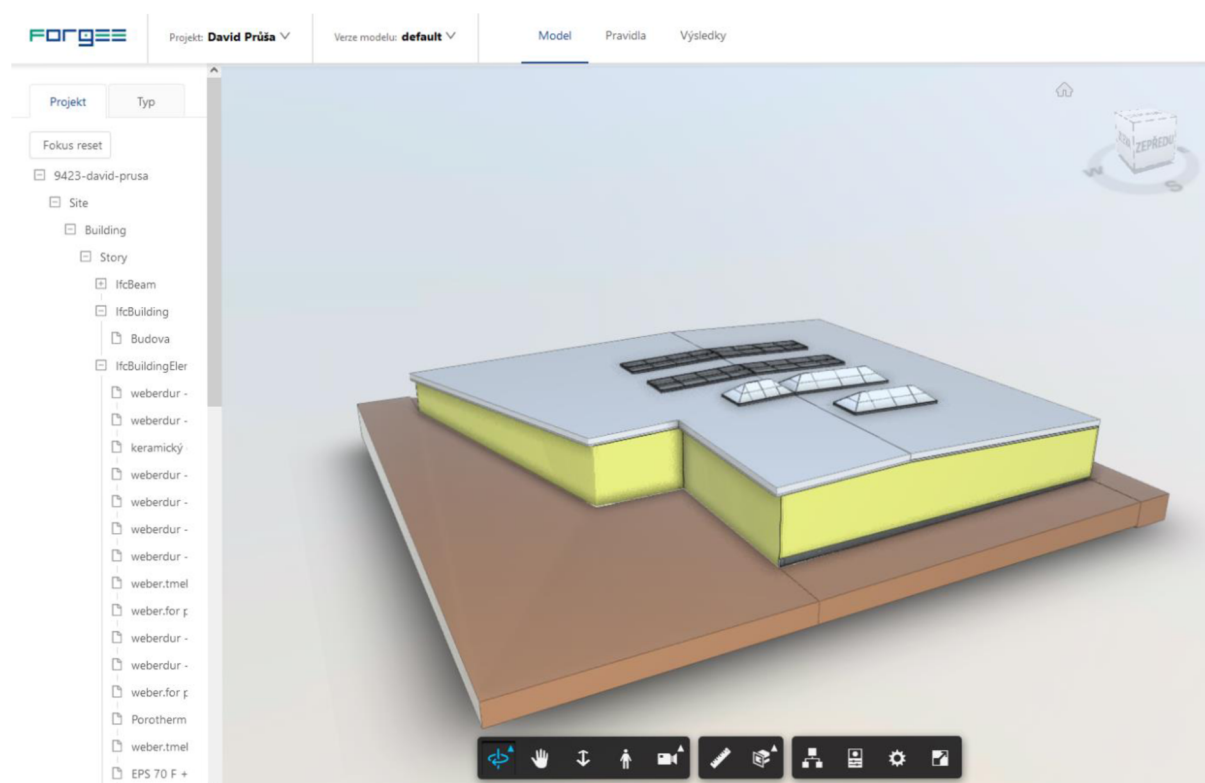 Forgee
Projekt: David Průša
Verze modelu: default
Model
Pravidla
Výsledky
Projekt
Typ
Fokus reset
9423-david-prusa
Site
Building
Story
IfcBeam
IfcBuilding
Budova
IfcBuildingEler
weberdur -
weberdur -
keramický
weberdur -
weberdur -
weberdur -
weberdur -
weber.tmel
weber.for p
weberdur -
weberdur -
weber.for p
Porotherm
weber.tmel
EPS 70 F +
ZEPŘEDU
W
S